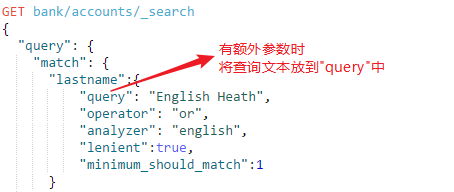 GET bank/accounts/_search
{
"query": {
"match": {
"lastname":{
"query": "English Heath",
"operator": "or",
"analyzer": "english",
"lenient":true,
"minimum_should_match":1
}
有额外参数时
将查询文本放到"query"中